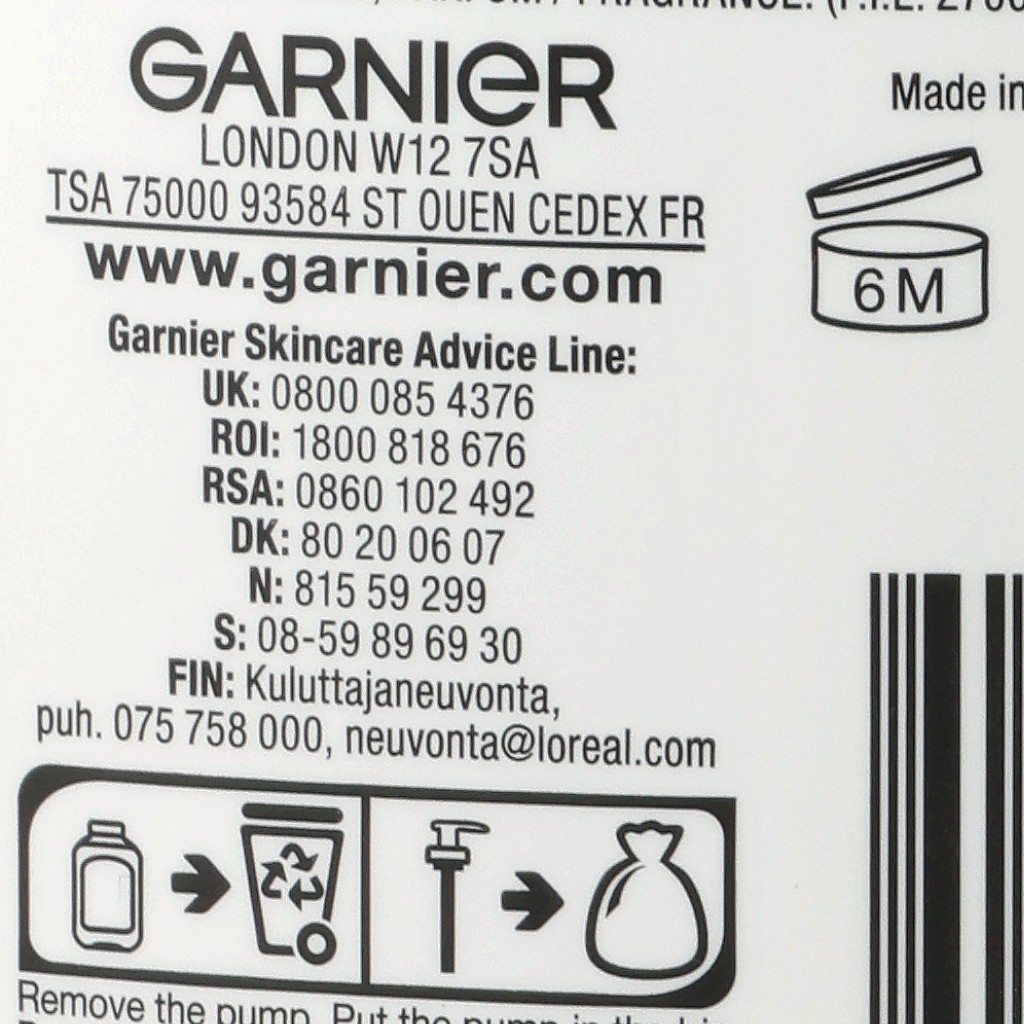 FRAGRANCE.
GARNIER
LONDON W12 7SA
TSA 75000 93584 ST OUEN CEDEX FR
www.garnier.com
Garnier Skincare Advice Line:
UK: 0800 085 4376
ROI: 1800 818 676
RSA: 0860 102 492
DK: 80 20 06 07
N: 815 59 299
S: 08-59 89 69 30
FIN: Kuluttajaneuvonta,
puh. 075 758 000, neuvonta@loreal.com
Made in
6M
Remove the pump. Put the pump in the bin